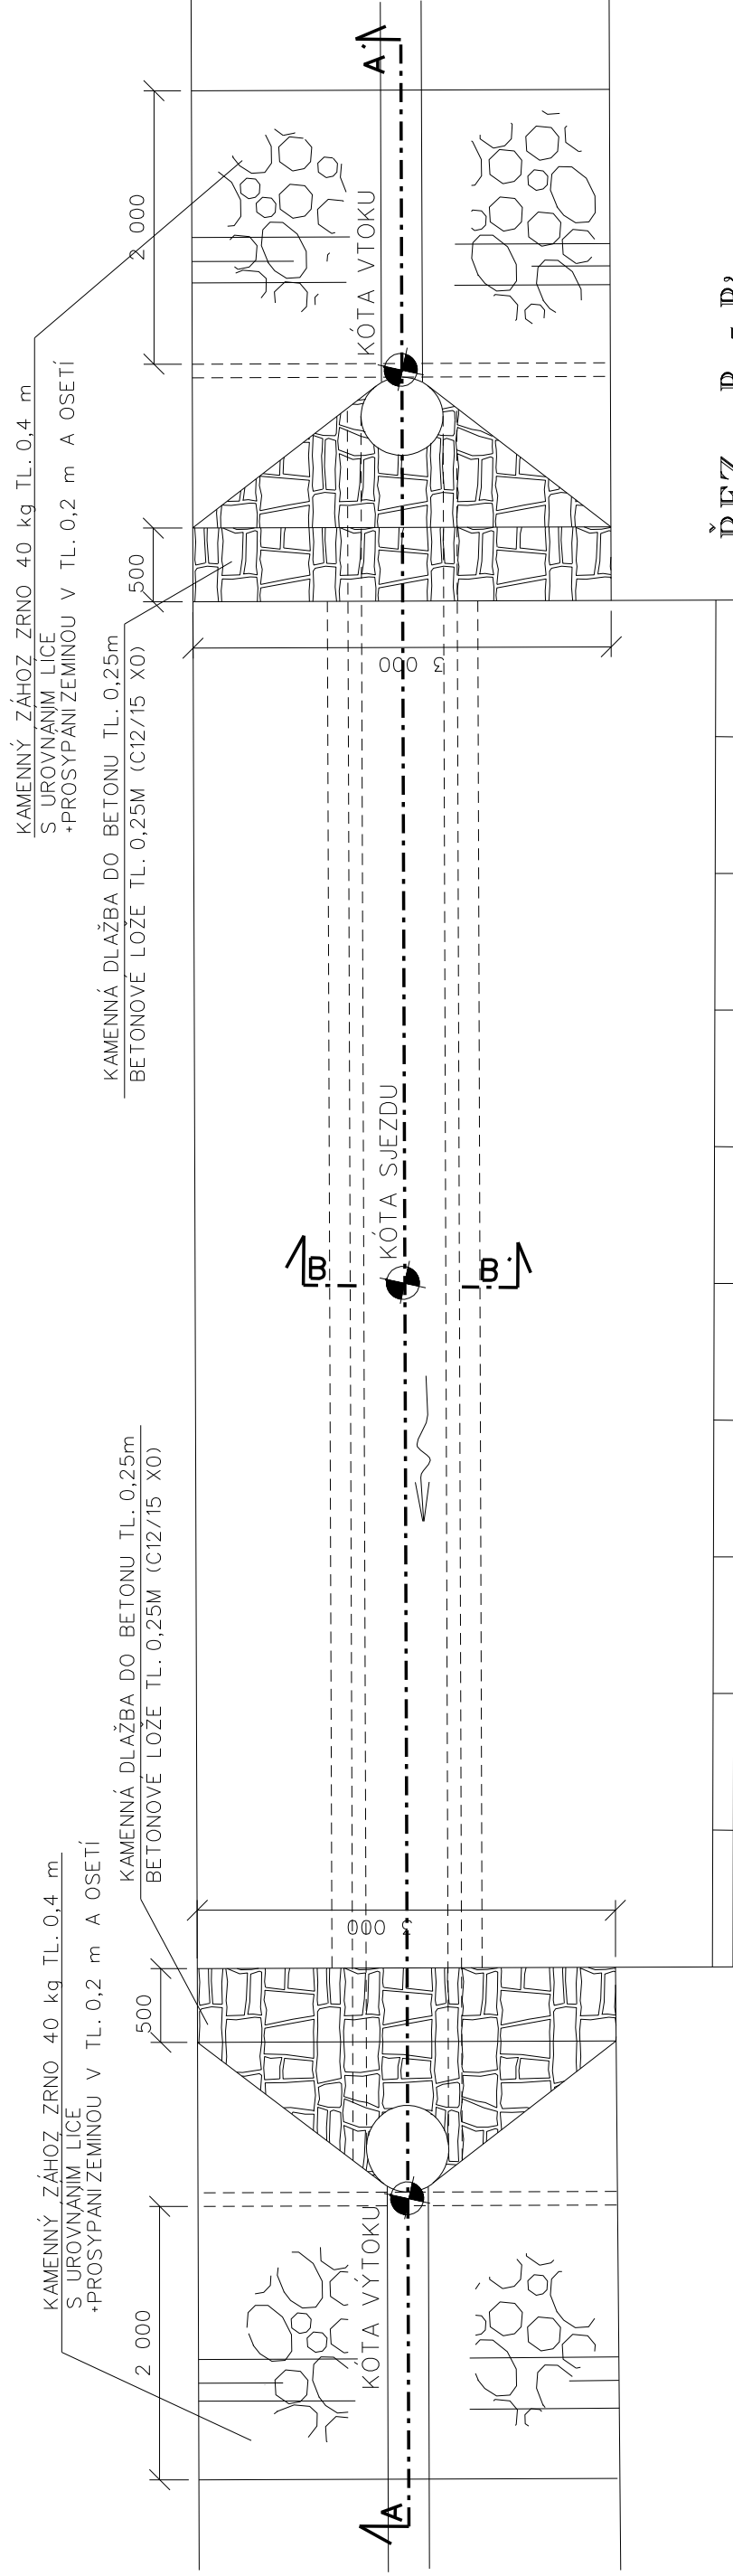 KAMENNÝ ZÁHOZ ZRNO 40 kg TL. 0,4 m
S UROVNÁNÍM LÍCE
+PROSYPÁNÍ ZEMINOU V TL. 0,2 m A OSETÍ
KAMENNÁ DLAŽBA DO BETONU TL. 0,25m
BETONOVÉ LOŽE TL. 0,25M (C12/15 X0)
2 000
500
3 000
KÓTA VÝTOKU
A
KAMENNÁ DLAŽBA DO BETONU TL. 0,25m
BETONOVÉ LOŽE TL. 0,25M (C12/15 X0)
KAMENNÝ ZÁHOZ ZRNO 40 kg TL. 0,4 m
S UROVNÁNÍM LÍCE
+PROSYPÁNÍ ZEMINOU V TL. 0,2 m A OSETÍ
500
2 000
3 000
B
KÓTA SJEZDU
B'
KÓTA VTOKU
A'
ŘEZ B - B'